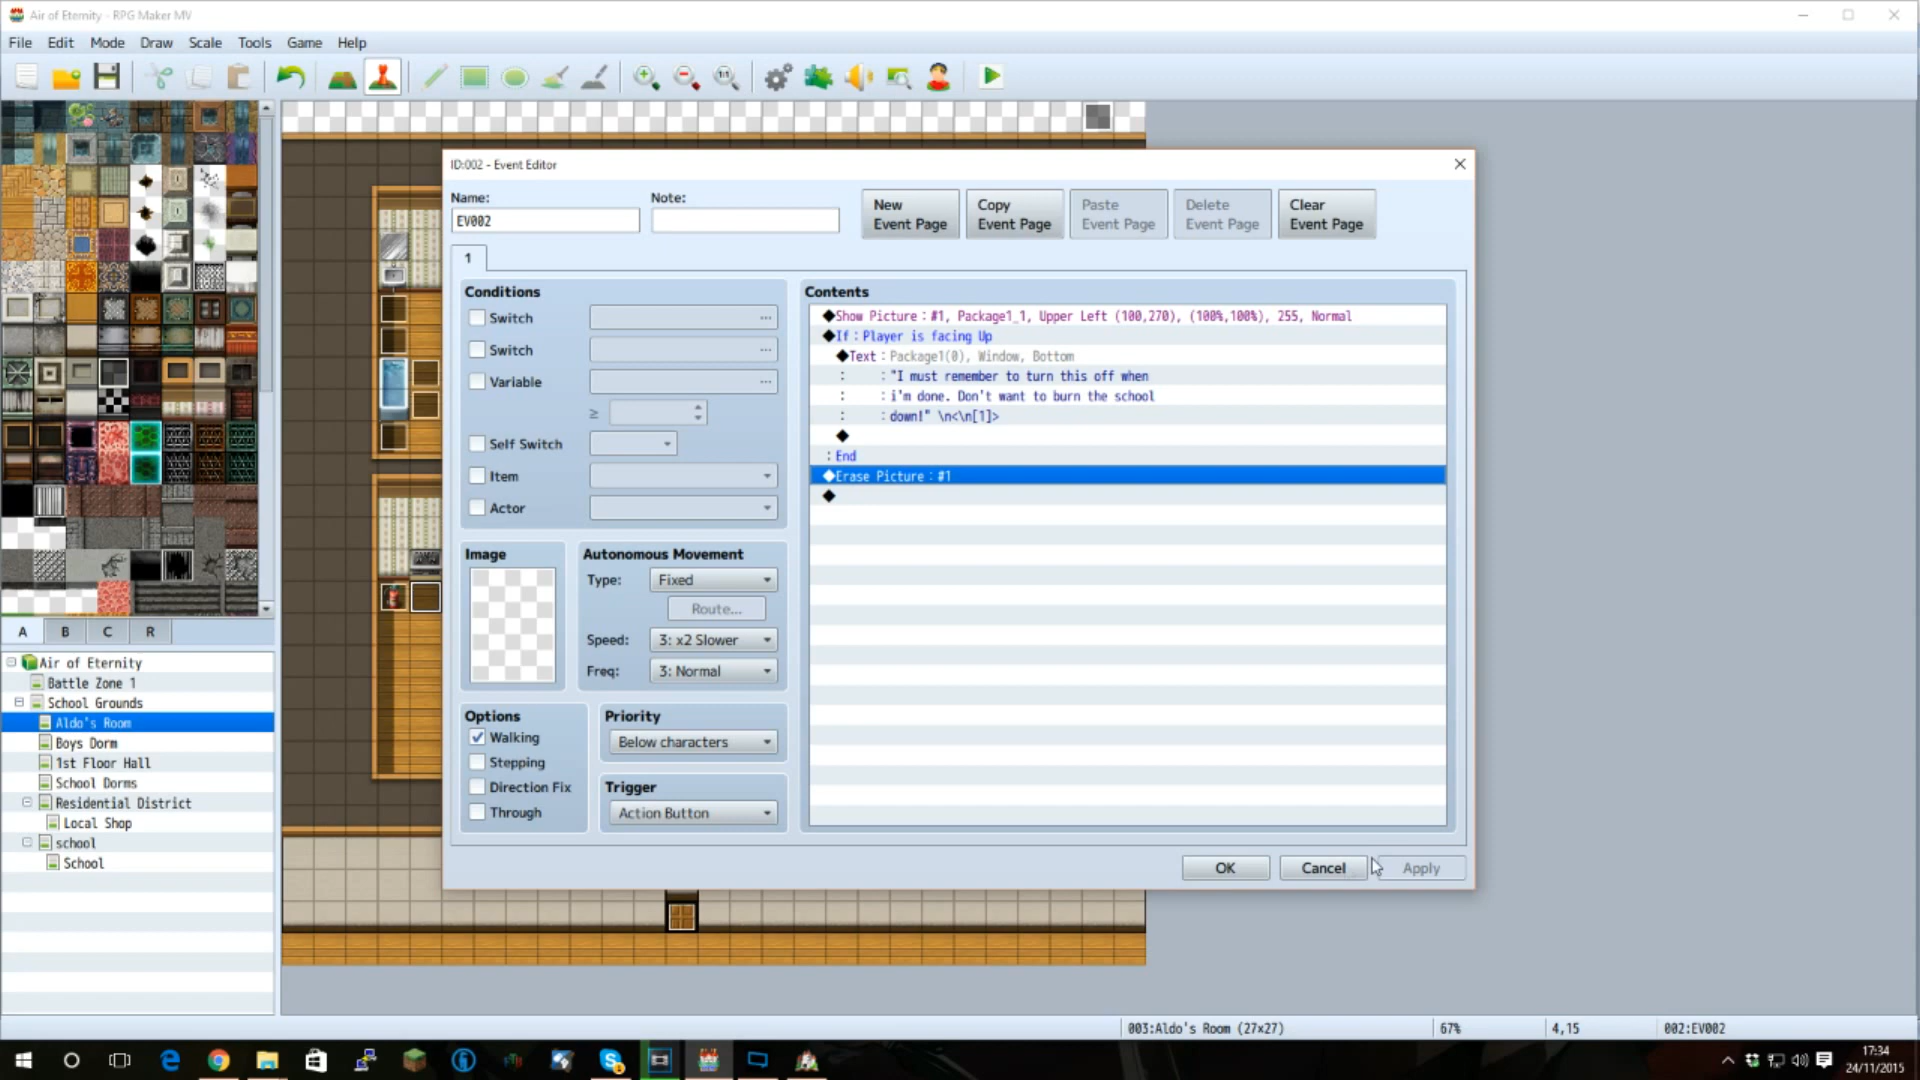 Air of Eternity - RPG Maker MV
File Edit Mode Draw Scale Tools Game Help
1:1
ID:002 - Event Editor
Name:
Note:
EV002
New Event Page
Copy Event Page
Paste Event Page
Delete Event Page
Clear Event Page
1
Conditions
Switch ...
Switch ...
Variable ...
≥
Self Switch
Item
Actor
Image
Autonomous Movement
Type: Fixed
Route...
Speed: 3: x2 Slower
Freq: 3: Normal
Options
Walking
Stepping
Direction Fix
Through
Priority
Below characters
Trigger
Action Button
Contents
◆Show Picture : #1, Package1_1, Upper Left (100,270), (100%,100%), 255, Normal
◆If : Player is facing Up
◆Text : Package1(0), Window, Bottom
: : "I must remember to turn this off when
: : i'm done. Don't want to burn the school
: : down!" \n<\n[1]>
◆
: End
◆Erase Picture : #1
◆
OK
Cancel
Apply
A B C R
Air of Eternity
Battle Zone 1
School Grounds
Aldo's Room
Boys Dorm
1st Floor Hall
School Dorms
Residential District
Local Shop
school
School
003:Aldo's Room (27x27)
67%
4,15
002:EV002
17:34
24/11/2015